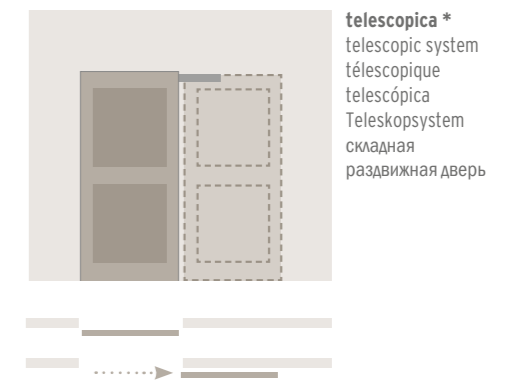 telescopica *
telescopic system
télescopique
telescópica
Teleskopsystem
складная
раздвижная дверь